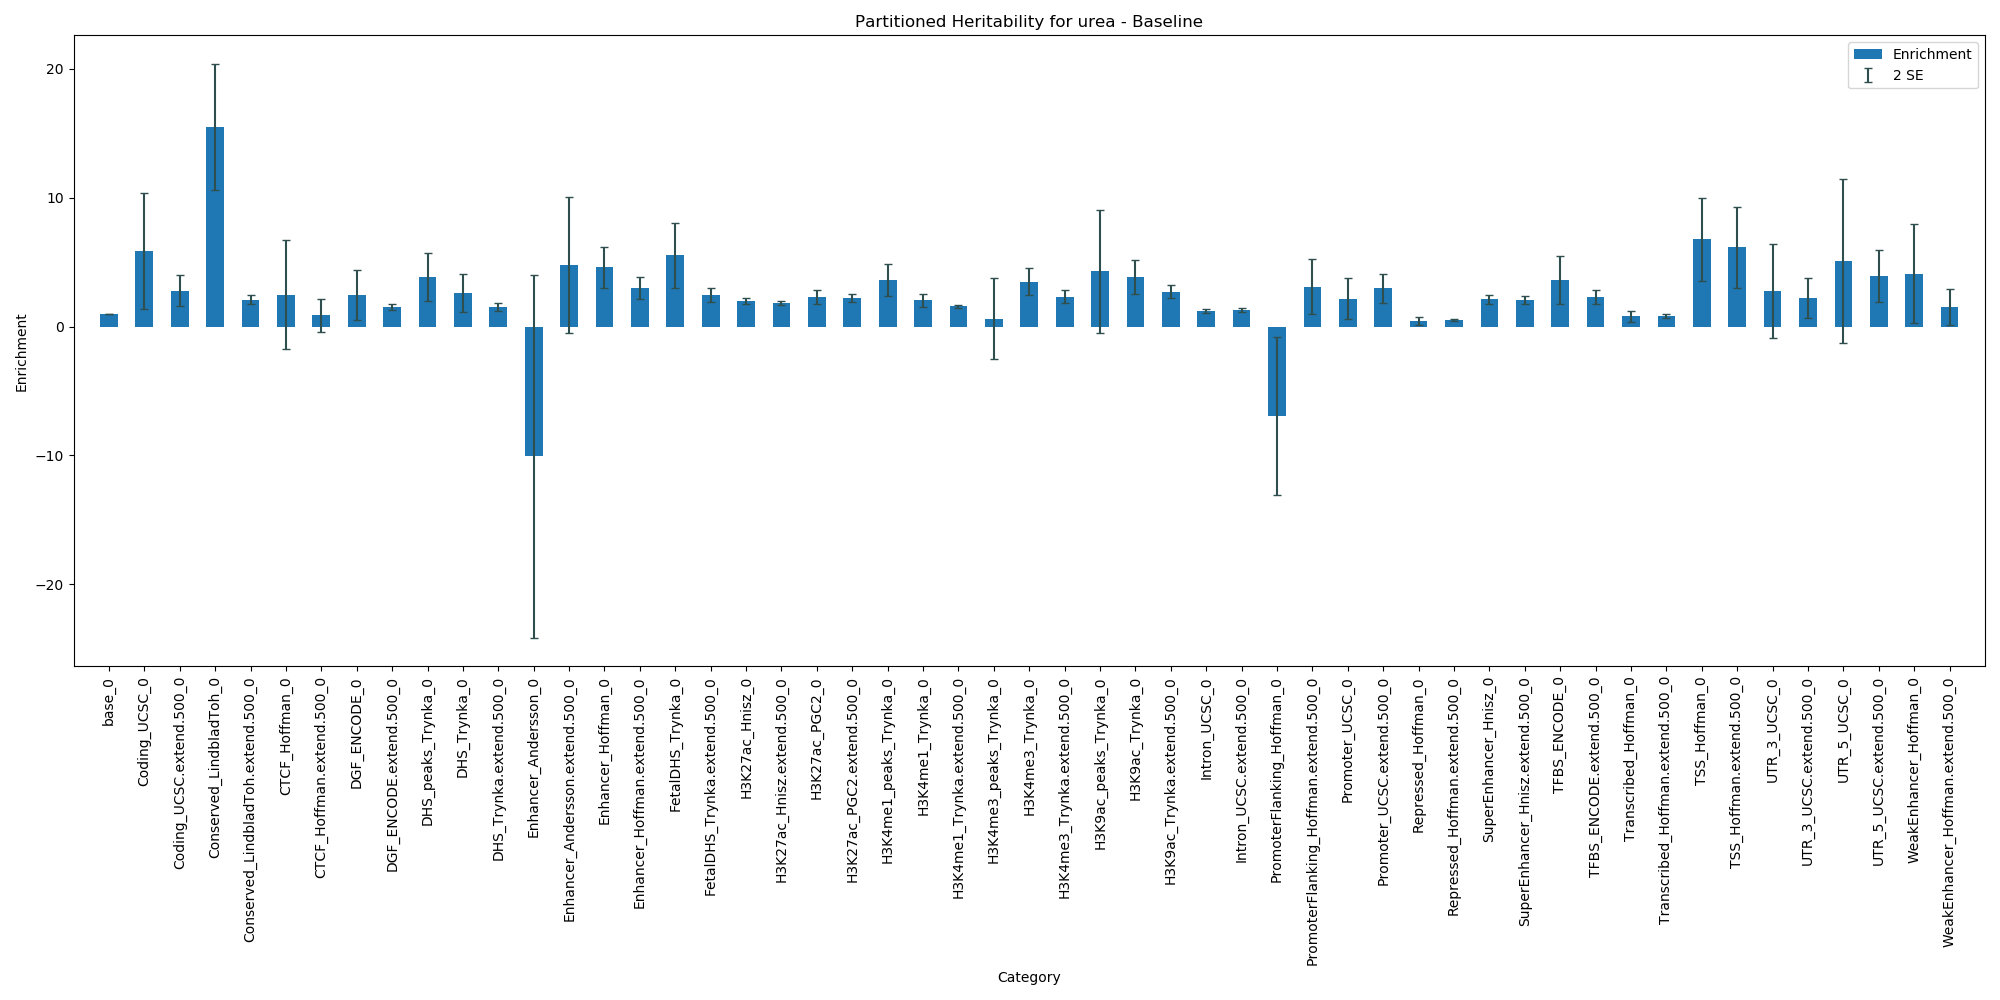 Partitioned Heritability for urea - Baseline
Enrichment
2 SE
Enrichment
20
10
0
−10
−20
base_0
Coding_UCSC_0
Coding_UCSC.extend.500_0
Conserved_LindbladToh_0
Conserved_LindbladToh.extend.500_0
CTCF_Hoffman_0
CTCF_Hoffman.extend.500_0
DGF_ENCODE_0
DGF_ENCODE.extend.500_0
DHS_peaks_Trynka_0
DHS_Trynka_0
DHS_Trynka.extend.500_0
Enhancer_Andersson_0
Enhancer_Andersson.extend.500_0
Enhancer_Hoffman_0
Enhancer_Hoffman.extend.500_0
FetalDHS_Trynka_0
FetalDHS_Trynka.extend.500_0
H3K27ac_Hnisz_0
H3K27ac_Hnisz.extend.500_0
H3K27ac_PGC2_0
H3K27ac_PGC2.extend.500_0
H3K4me1_peaks_Trynka_0
H3K4me1_Trynka_0
H3K4me1_Trynka.extend.500_0
H3K4me3_peaks_Trynka_0
H3K4me3_Trynka_0
H3K4me3_Trynka.extend.500_0
H3K9ac_peaks_Trynka_0
H3K9ac_Trynka_0
H3K9ac_Trynka.extend.500_0
Intron_UCSC_0
Intron_UCSC.extend.500_0
PromoterFlanking_Hoffman_0
PromoterFlanking_Hoffman.extend.500_0
Promoter_UCSC_0
Promoter_UCSC.extend.500_0
Repressed_Hoffman_0
Repressed_Hoffman.extend.500_0
SuperEnhancer_Hnisz_0
SuperEnhancer_Hnisz.extend.500_0
TFBS_ENCODE_0
TFBS_ENCODE.extend.500_0
Transcribed_Hoffman_0
Transcribed_Hoffman.extend.500_0
TSS_Hoffman_0
TSS_Hoffman.extend.500_0
UTR_3_UCSC_0
UTR_3_UCSC.extend.500_0
UTR_5_UCSC_0
UTR_5_UCSC.extend.500_0
WeakEnhancer_Hoffman_0
WeakEnhancer_Hoffman.extend.500_0
Category